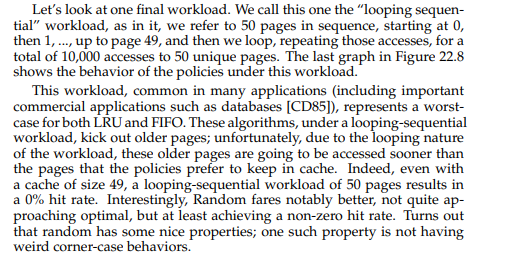 Let's look at one final workload. We call this one the “looping sequen-
tial” workload, as in it, we refer to 50 pages in sequence, starting at 0,
then 1, ..., up to page 49, and then we loop, repeating those accesses, for a
total of 10,000 accesses to 50 unique pages. The last graph in Figure 22.8
shows the behavior of the policies under this workload.
This workload, common in many applications (including important
commercial applications such as databases [CD85]), represents a worst-
case for both LRU and FIFO. These algorithms, under a looping-sequential
workload, kick out older pages; unfortunately, due to the looping nature
of the workload, these older pages are going to be accessed sooner than
the pages that the policies prefer to keep in cache. Indeed, even with
a cache of size 49, a looping-sequential workload of 50 pages results in
a 0% hit rate. Interestingly, Random fares notably better, not quite ap-
proaching optimal, but at least achieving a non-zero hit rate. Turns out
that random has some nice properties; one such property is not having
weird corner-case behaviors.